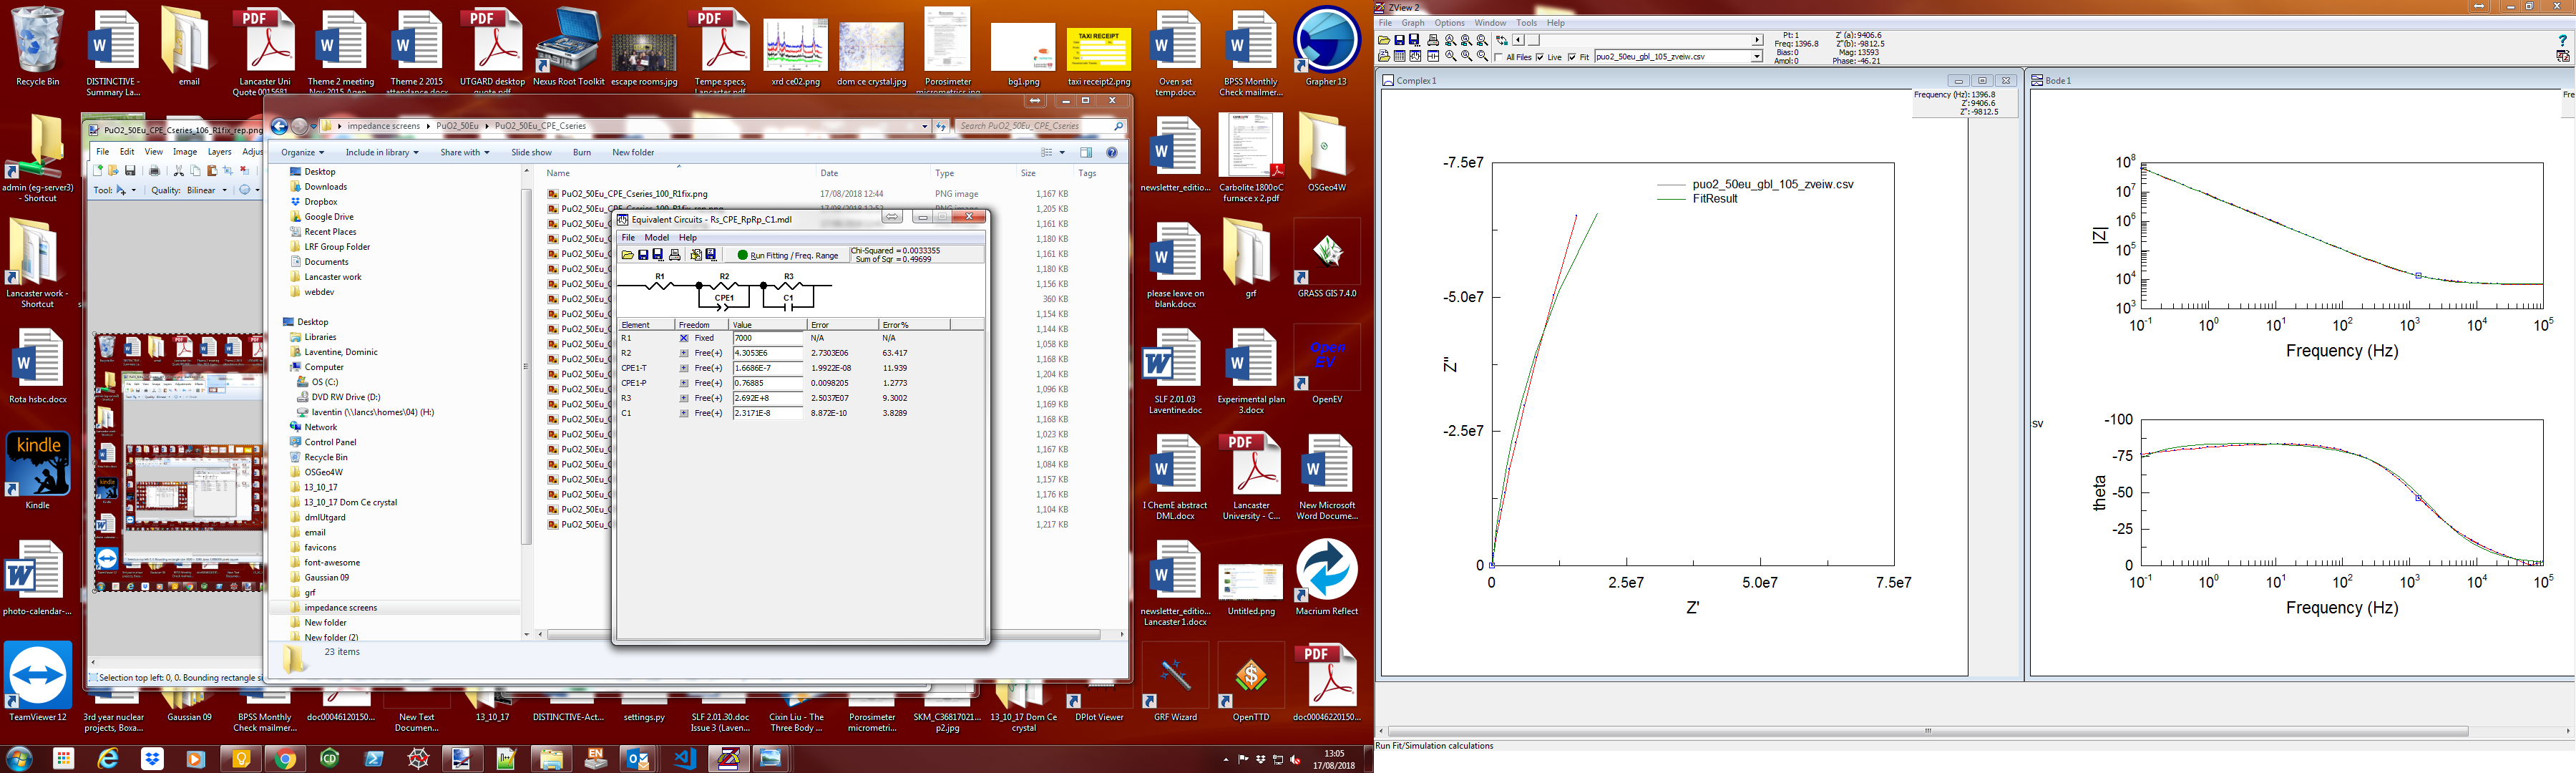 Recycle Bin
DISTINCTIVE - Summary La...
email
Lancaster Uni Quote 0015681...
Theme 2 meeting Nov 2015 Agen...
Theme 2 2015 attendance.docx
UTGARD desktop quote.pdf
Nexus Root Toolkit
escape rooms.jpg
Tempe specs, Lancaster.pdf
xrd ce02.png
dom ce crystal.jpg
Porosimeter micrometrics.jpg
bg1.png
TAXI RECEIPT
taxi receipt2.png
Oven set temp.docx
BPSS Monthly Check mailmer...
Grapher 13
admin (eg-server3) - Shortcut
Lancaster work - Shortcut
Rota hsbc.docx
kindle
Kindle
photo-calendar-...
TeamViewer 12
newsletter_editio...
Carbolite 1800oC furnace x 2.pdf
OSGeo4W
please leave on blank.docx
grf
GRASS GIS 7.4.0
SLF 2.01.03 Laventine.doc
Experimental plan 3.docx
Open EV
OpenEV
I ChemE abstract DML.docx
Lancaster University - C...
New Microsoft Word Docume...
newsletter_editio... Lancaster 1.docx
Untitled.png
Macrium Reflect
GRF Wizard
OpenTTD
doc00046220150...
PuO2_50Eu_CPE_Cseries_106_R1fix_rep.png
File Edit View Image Layers Adjus
Tool: Quality: Bilinear
Selection top left: 0, 0. Bounding rectangle si
impedance screens PuO2_50Eu PuO2_50Eu_CPE_Cseries
Search PuO2_50Eu_CPE_Cseries
Organize Include in library Share with Slide show Burn New folder
Desktop
Downloads
Dropbox
Google Drive
Recent Places
LRF Group Folder
Documents
Lancaster work
webdev
Desktop
Libraries
Laventine, Dominic
Computer
OS (C:)
DVD RW Drive (D:)
laventin (\\lancs\homes\04) (H:)
Network
Control Panel
Recycle Bin
OSGeo4W
13_10_17
13_10_17 Dom Ce crystal
dmlUtgard
email
favicons
font-awesome
Gaussian 09
grf
impedance screens
New folder
New folder (2)
23 items
Name Date Type Size Tags
PuO2_50Eu_CPE_Cseries_100_R1fix.png 17/08/2018 12:44 PNG image 1,167 KB
PuO2_50Eu_CPE_Cseries_100_R1fix_rep.png 17/08/2018 12:52 PNG image 1,205 KB
PuO2_50Eu_C 1,161 KB
PuO2_50Eu_C 1,180 KB
PuO2_50Eu_C 1,161 KB
PuO2_50Eu_C 1,180 KB
PuO2_50Eu_C 1,156 KB
PuO2_50Eu_C 360 KB
PuO2_50Eu_C 1,154 KB
PuO2_50Eu_C 1,144 KB
PuO2_50Eu_C 1,058 KB
PuO2_50Eu_C 1,168 KB
PuO2_50Eu_C 1,204 KB
PuO2_50Eu_C 1,096 KB
PuO2_50Eu_C 1,169 KB
PuO2_50Eu_C 1,168 KB
PuO2_50Eu_C 1,023 KB
PuO2_50Eu_C 1,167 KB
PuO2_50Eu_C 1,084 KB
PuO2_50Eu_C 1,157 KB
PuO2_50Eu_C 1,176 KB
PuO2_50Eu_C 1,104 KB
PuO2_50Eu_C 1,217 KB
Equivalent Circuits - Rs_CPE_RpRp_C1.mdl
File Model Help
Run Fitting / Freq. Range
Chi-Squared = 0.0033355
Sum of Sqr = 0.49699
R1 R2 R3
CPE1 C1
Element Freedom Value Error Error%
R1 Fixed 7000 N/A N/A
R2 Free(+) 4.3053E6 2.7303E06 63.417
CPE1-T Free(+) 1.6686E-7 1.9922E-08 11.939
CPE1-P Free(+) 0.76885 0.0098205 1.2773
R3 Free(+) 2.692E+8 2.5037E07 9.3002
C1 Free(+) 2.3171E-8 8.872E-10 3.8289
3rd year nuclear projects, Boxa...
Gaussian 09
BPSS Monthly Check mailmer...
doc00046120150...
New Text Documen...
13_10_17
DISTINCTIVE-Act...
settings.py
SLF 2.01.30.doc Issue 3 (Laven...
Cixin Liu - The Three Body ...
Porosimeter micrometri...
SKM_C36817021... p2.jpg
13_10_17 Dom Ce crystal
DPlot Viewer
EN
13:05
17/08/2018
ZView 2
File Graph Options Window Tools Help
All Files Live Fit puo2_50eu_gbl_105_zveiw.csv
Pt: 1
Freq: 1396.8
Bias: 0
Ampl: 0
Z' (a): 9406.6
Z''(b): -9812.5
Mag: 13593
Phase: -46.21
Complex 1
Frequency (Hz): 1396.8
Z': 9406.6
Z'': -9812.5
puo2_50eu_gbl_105_zveiw.csv
FitResult
-7.5e7
-5.0e7
-2.5e7
0
Z''
0 2.5e7 5.0e7 7.5e7
Z'
Bode 1
Fre
sv
10^8
10^7
10^6
10^5
10^4
10^3
|Z|
10^-1 10^0 10^1 10^2 10^3 10^4 10^5
Frequency (Hz)
-100
-75
-50
-25
0
theta
10^-1 10^0 10^1 10^2 10^3 10^4 10^5
Frequency (Hz)
Run Fit/Simulation calculations